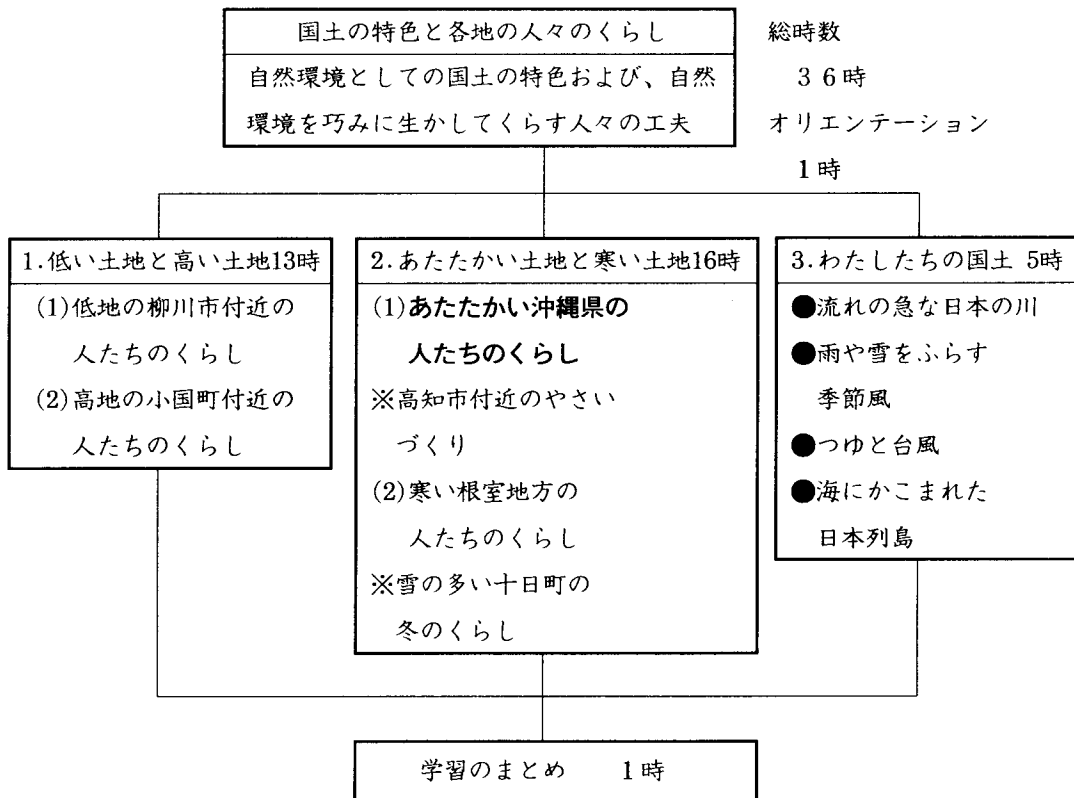 国土の特色と各地の人々のくらし
自然環境としての国土の特色および、自然
環境を巧みに生かしてくらす人々の工夫
総時数
36時
オリエンテーション
1時
1.低い土地と高い土地13時
(1)低地の柳川市付近の
人たちのくらし
(2)高地の小国町付近の
人たちのくらし
2.あたたかい土地と寒い土地16時
(1)あたたかい沖縄県の
人たちのくらし
※高知市付近のやさい
づくり
(2)寒い根室地方の
人たちのくらし
※雪の多い十日町の
冬のくらし
3.わたしたちの国土 5時
●流れの急な日本の川
●雨や雪をふらす
季節風
●つゆと台風
●海にかこまれた
日本列島
学習のまとめ 1時